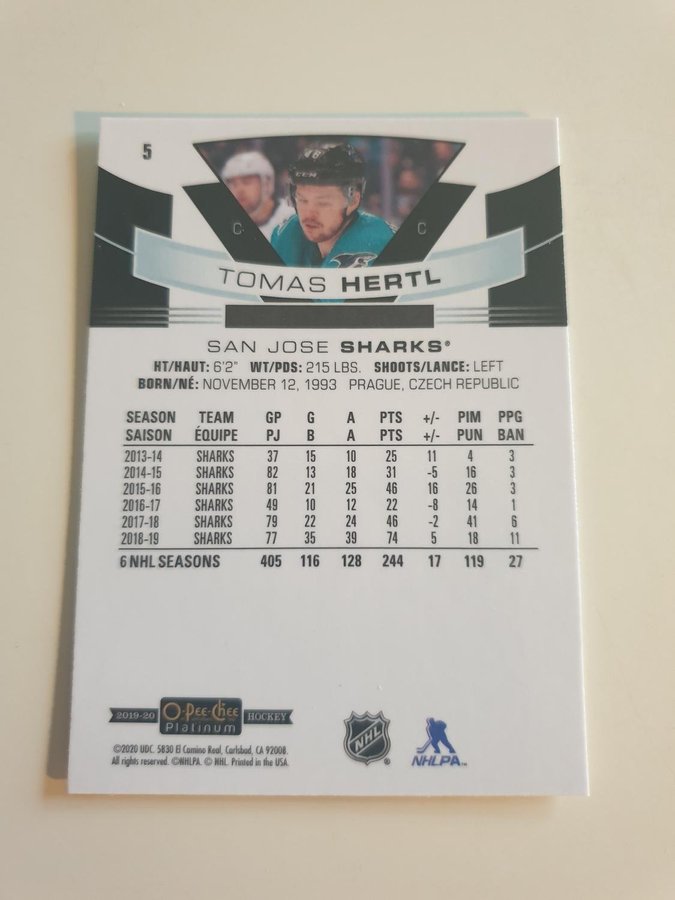 5
48
CCM
C
C
TOMAS HERTL
SAN JOSE SHARKS®
HT/HAUT: 6'2" WT/PDS: 215 LBS. SHOOTS/LANCE: LEFT
BORN/NÉ: NOVEMBER 12, 1993 PRAGUE, CZECH REPUBLIC
SEASON TEAM GP G A PTS +/- PIM PPG
SAISON ÉQUIPE PJ B A PTS +/- PUN BAN
2013-14 SHARKS 37 15 10 25 11 4 3
2014-15 SHARKS 82 13 18 31 -5 16 3
2015-16 SHARKS 81 21 25 46 16 26 3
2016-17 SHARKS 49 10 12 22 -8 14 1
2017-18 SHARKS 79 22 24 46 -2 41 6
2018-19 SHARKS 77 35 39 74 5 18 11
6 NHL SEASONS 405 116 128 244 17 119 27
2019-20 O-PEE-CHEE Platinum HOCKEY
NHL ®
NHLPA™
©2020 UDC. 5830 El Camino Real, Carlsbad, CA 92008.
All rights reserved. ©NHLPA. © NHL. Printed in the USA.